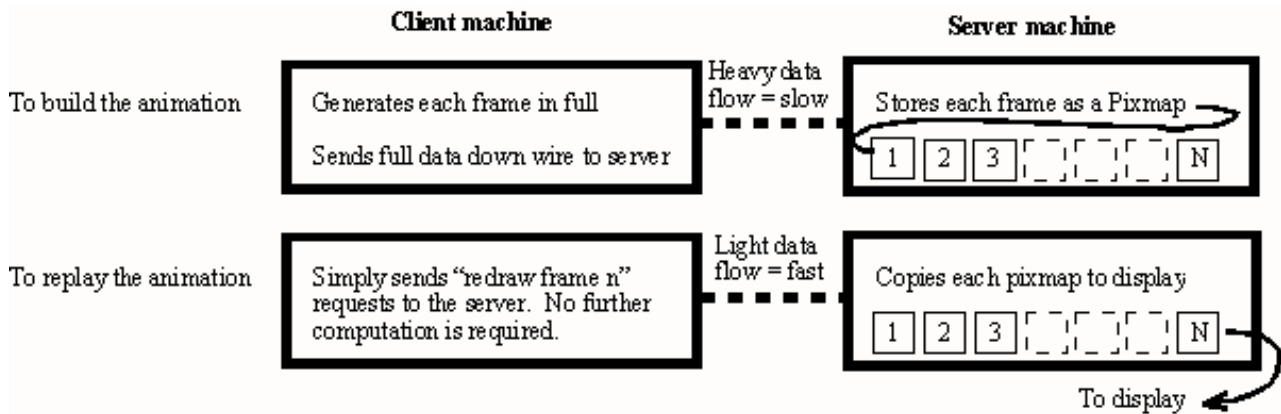 Client machine
Server machine
To build the animation
Generates each frame in full
Sends full data down wire to server
Heavy data
flow = slow
Stores each frame as a Pixmap
1 2 3 N
To replay the animation
Simply sends “redraw frame n”
requests to the server. No further
computation is required.
Light data
flow = fast
Copies each pixmap to display
1 2 3 N
To display